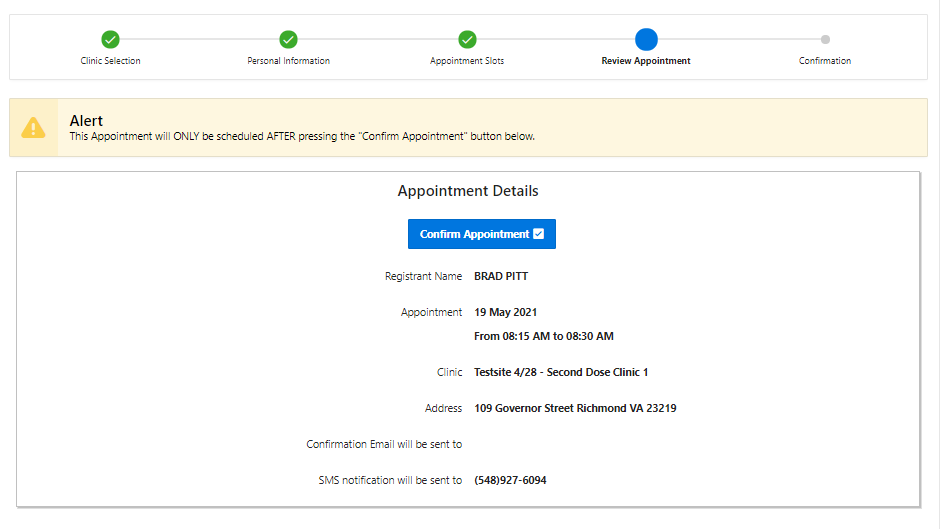 Clinic Selection
Personal Information
Appointment Slots
Review Appointment
Confirmation
Alert
This Appointment will ONLY be scheduled AFTER pressing the "Confirm Appointment" button below.
Appointment Details
Confirm Appointment
Registrant Name BRAD PITT
Appointment 19 May 2021
From 08:15 AM to 08:30 AM
Clinic Testsite 4/28 - Second Dose Clinic 1
Address 109 Governor Street Richmond VA 23219
Confirmation Email will be sent to
SMS notification will be sent to (548)927-6094